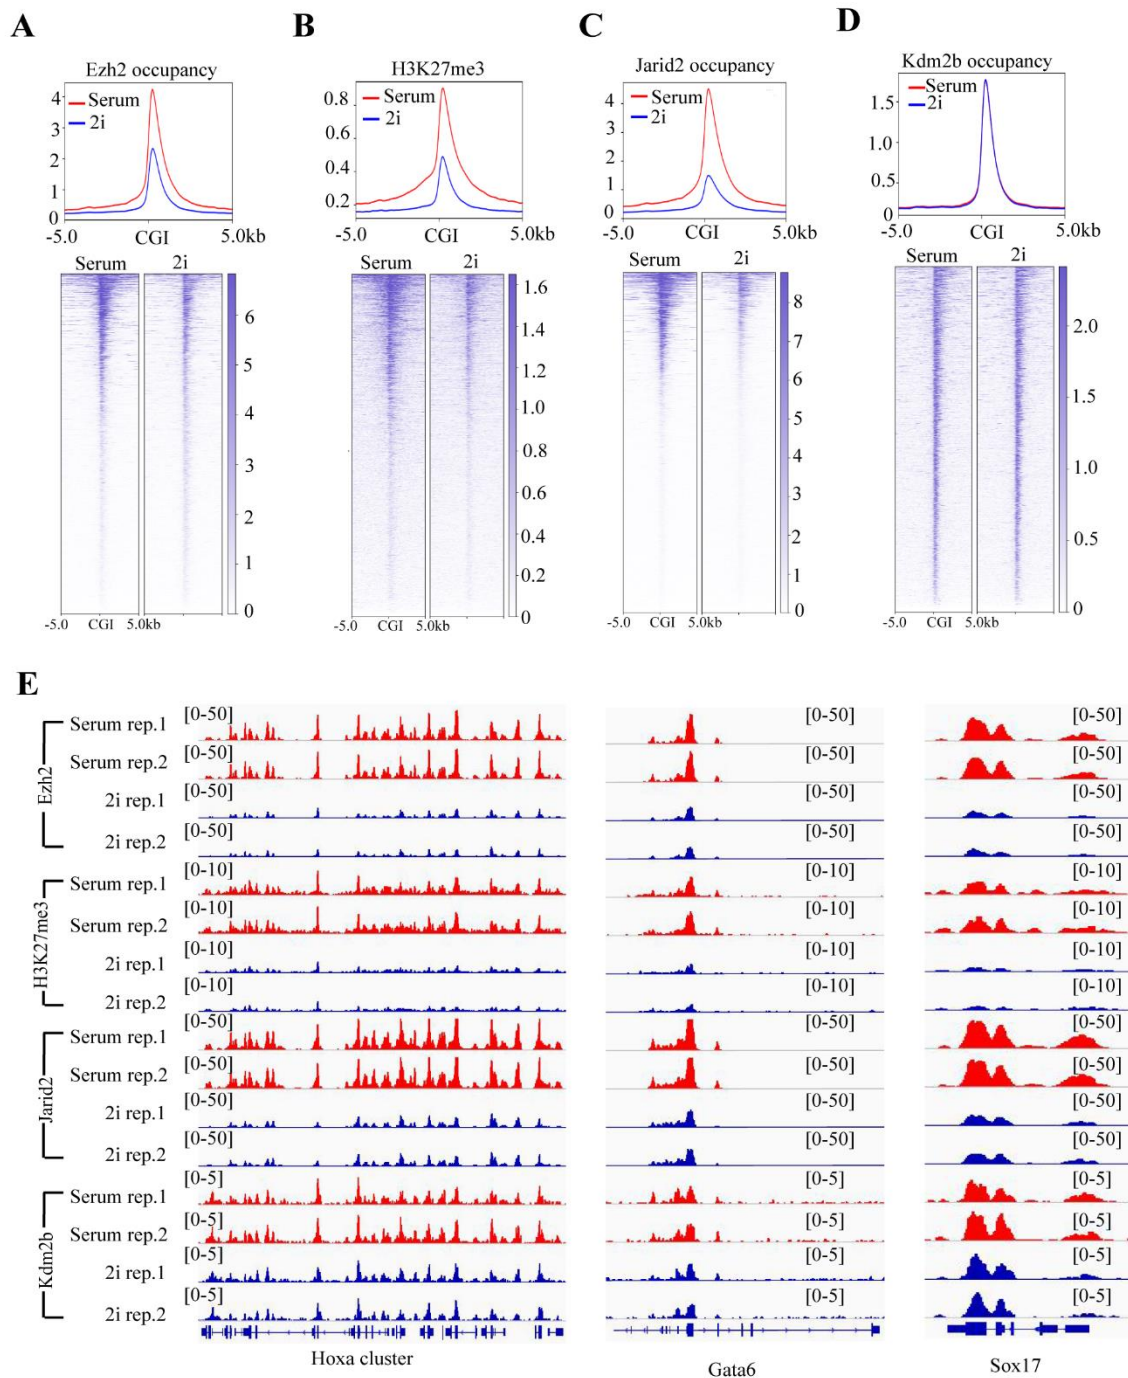 A
B
C
D
Ezh2 occupancy
H3K27me3
Jarid2 occupancy
Kdm2b occupancy
4
3
2
1
0
Serum
2i
-5.0
CGI
5.0kb
0.8
0.6
0.4
0.2
Serum
2i
-5.0
CGI
5.0kb
4
3
2
1
0
Serum
2i
-5.0
CGI
5.0kb
1.5
1.0
0.5
0
Serum
2i
-5.0
CGI
5.0kb
Serum
2i
6
5
4
3
2
1
0
-5.0
CGI
5.0kb
Serum
2i
1.6
1.4
1.2
1.0
0.8
0.6
0.4
0.2
0
-5.0
CGI
5.0kb
Serum
2i
8
7
6
5
4
3
2
1
0
-5.0
CGI
5.0kb
Serum
2i
2.0
1.5
1.0
0.5
0
-5.0
CGI
5.0kb
E
Ezh2
Serum rep.1 [0-50] [0-50] [0-50]
Serum rep.2 [0-50] [0-50] [0-50]
2i rep.1 [0-50] [0-50] [0-50]
2i rep.2 [0-50] [0-50] [0-50]
H3K27me3
Serum rep.1 [0-10] [0-10] [0-10]
Serum rep.2 [0-10] [0-10] [0-10]
2i rep.1 [0-10] [0-10] [0-10]
2i rep.2 [0-10] [0-10] [0-10]
Jarid2
Serum rep.1 [0-50] [0-50] [0-50]
Serum rep.2 [0-50] [0-50] [0-50]
2i rep.1 [0-50] [0-50] [0-50]
2i rep.2 [0-50] [0-50] [0-50]
Kdm2b
Serum rep.1 [0-5] [0-5] [0-5]
Serum rep.2 [0-5] [0-5] [0-5]
2i rep.1 [0-5] [0-5] [0-5]
2i rep.2 [0-5] [0-5] [0-5]
Hoxa cluster
Gata6
Sox17